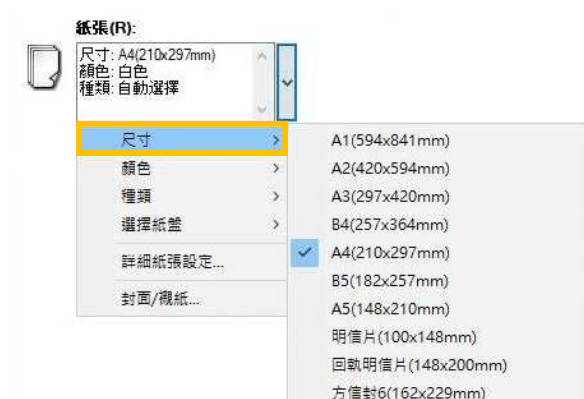 紙張(R):
尺寸: A4(210x297mm)
顏色: 白色
種類: 自動選擇
尺寸
顏色
種類
選擇紙盤
詳細紙張設定...
封面/襯紙...
A1(594x841mm)
A2(420x594mm)
A3(297x420mm)
B4(257x364mm)
A4(210x297mm)
B5(182x257mm)
A5(148x210mm)
明信片(100x148mm)
回執明信片(148x200mm)
方信封6(162x229mm)